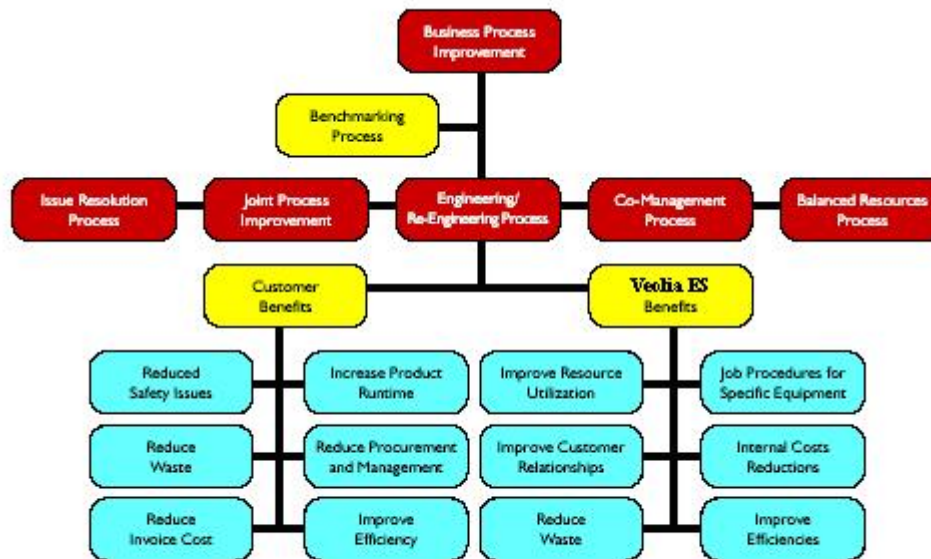 Business Process
Improvement
Benchmarking
Process
Issue Resolution
Process
Joint Process
Improvement
Engineering/
Re-Engineering Process
Co-Management
Process
Balanced Resources
Process
Customer
Benefits
Veolia ES
Benefits
Reduced
Safety Issues
Increase Product
Runtime
Improve Resource
Utilization
Job Procedures for
Specific Equipment
Reduce
Waste
Reduce Procurement
and Management
Improve Customer
Relationships
Internal Costs
Reductions
Reduce
Invoice Cost
Improve
Efficiency
Reduce
Waste
Improve
Efficiencies